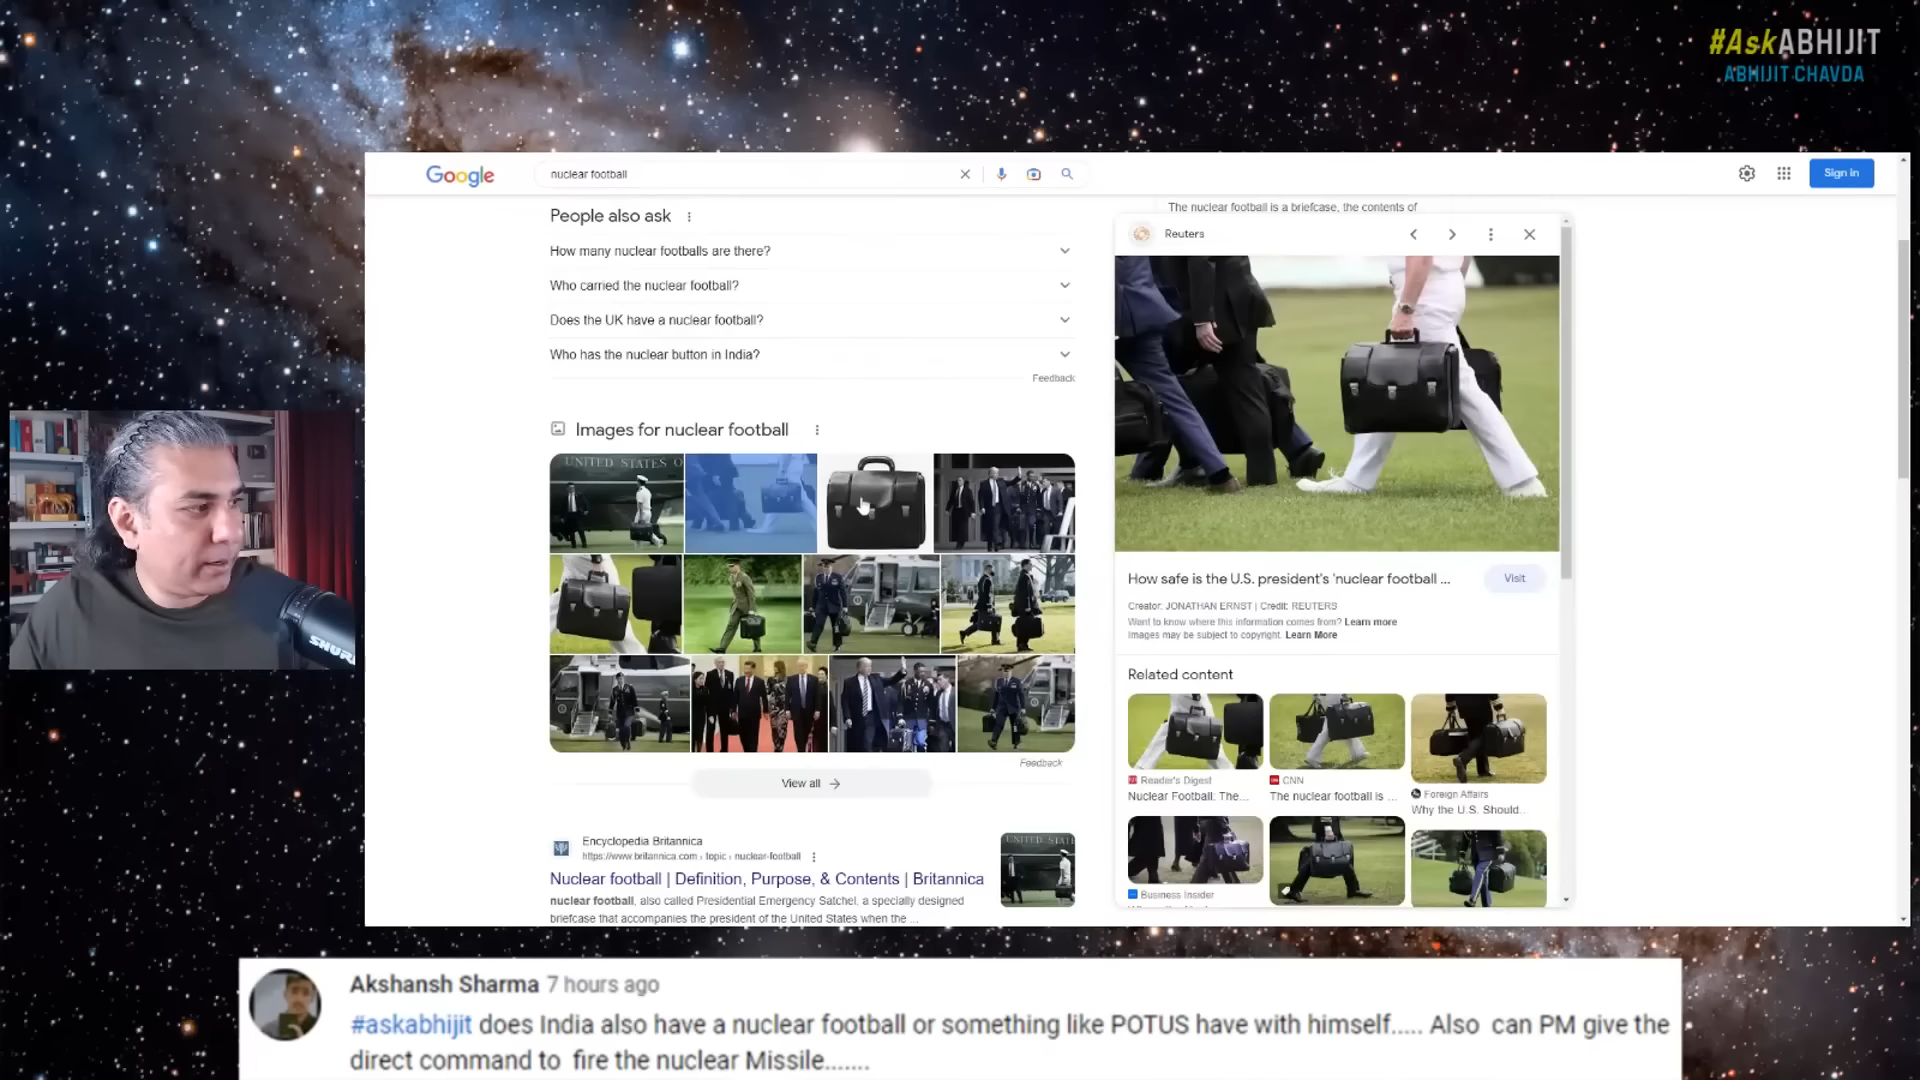 #AskABHIJIT
ABHIJIT CHAVDA
Google
nuclear football
Sign in
People also ask
How many nuclear footballs are there?
Who carried the nuclear football?
Does the UK have a nuclear football?
Who has the nuclear button in India?
Feedback
Images for nuclear football
UNITED STATES O
Feedback
View all
Encyclopedia Britannica
https://www.britannica.com › topic › nuclear-football
Nuclear football | Definition, Purpose, & Contents | Britannica
nuclear football, also called Presidential Emergency Satchel, a specially designed
briefcase that accompanies the president of the United States when the ...
UNITED STATE
The nuclear football is a briefcase, the contents of
Reuters
How safe is the U.S. president's 'nuclear football ...
Visit
Creator: JONATHAN ERNST | Credit: REUTERS
Want to know where this information comes from? Learn more
Images may be subject to copyright. Learn More
Related content
Reader's Digest
Nuclear Football: The...
CNN
The nuclear football is ...
Foreign Affairs
Why the U.S. Should...
Business Insider
SHURE
Akshansh Sharma 7 hours ago
#askabhijit does India also have a nuclear football or something like POTUS have with himself..... Also can PM give the
direct command to fire the nuclear Missile.......